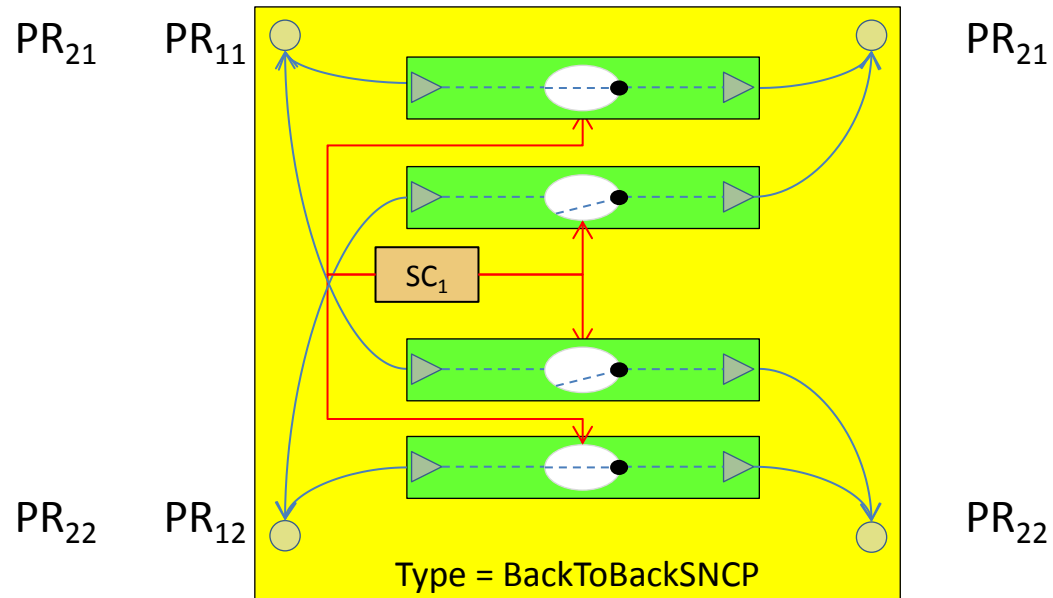 PR₂₁ PR₁₁ PR₂₁
SC₁
PR₂₂ PR₁₂ PR₂₂
Type = BackToBackSNCP